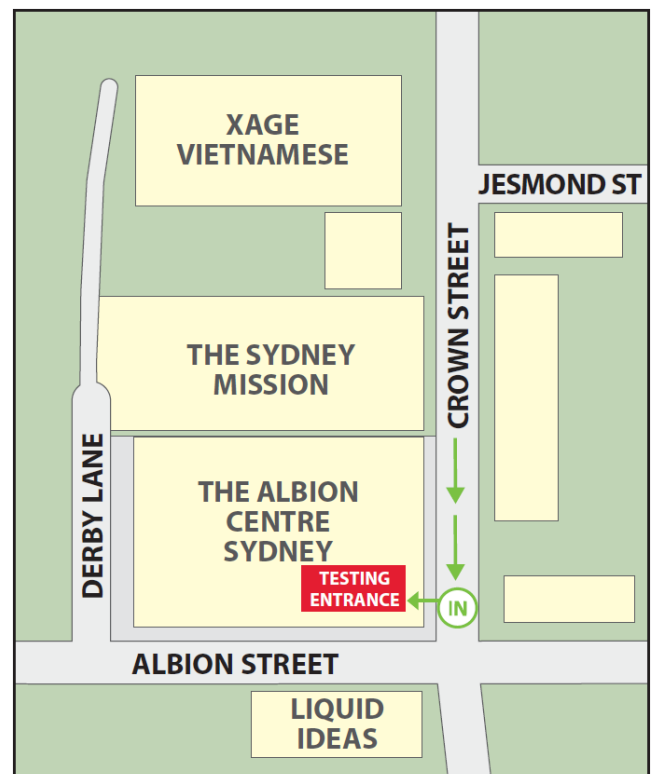 XAGE
VIETNAMESE
JESMOND ST
CROWN STREET
THE SYDNEY
MISSION
DERBY LANE
THE ALBION
CENTRE
SYDNEY
TESTING
ENTRANCE
IN
ALBION STREET
LIQUID
IDEAS